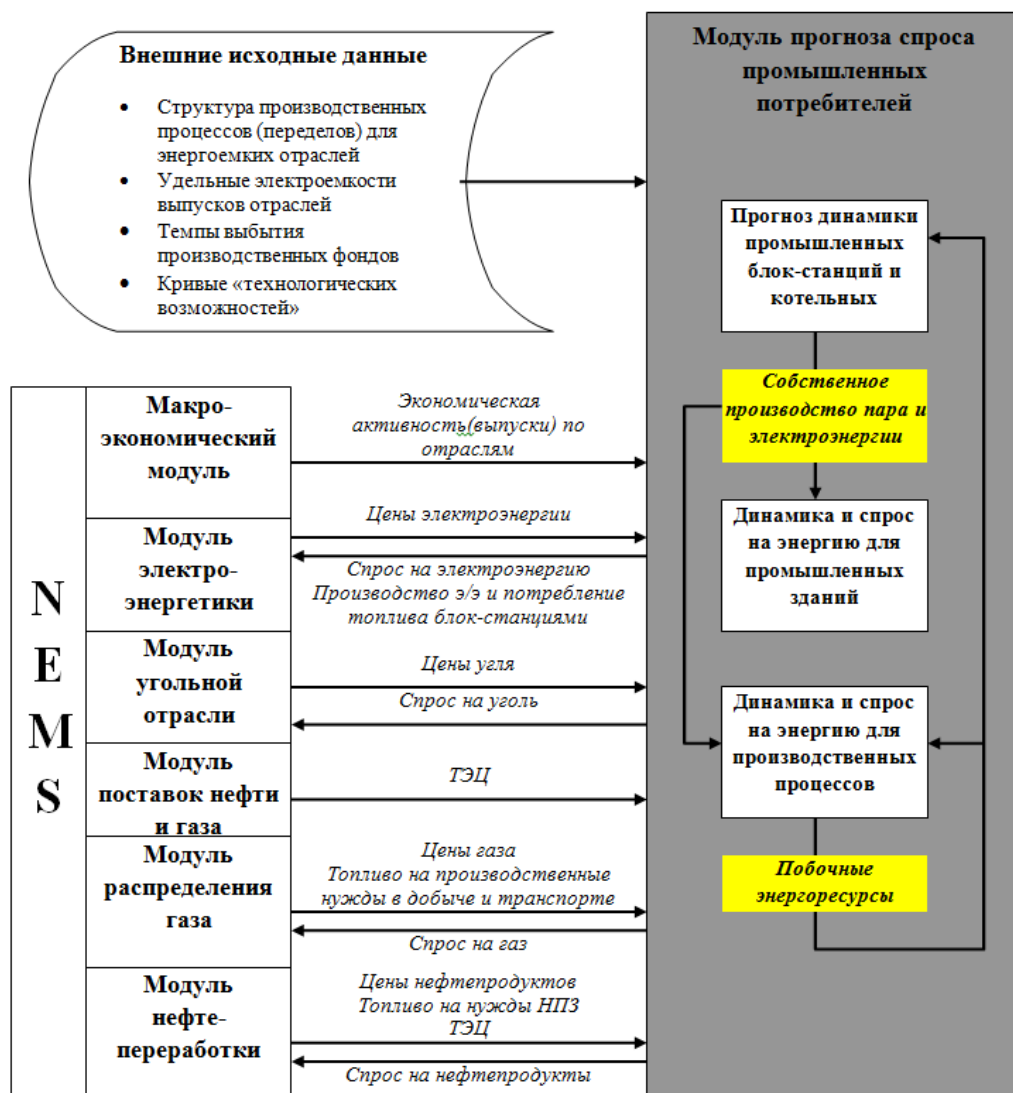 Внешние исходные данные
• Структура производственных
процессов (переделов) для
энергоемких отраслей
• Удельные электроемкости
выпусков отраслей
• Темпы выбытия
производственных фондов
• Кривые «технологических
возможностей»
Модуль прогноза спроса
промышленных
потребителей
Прогноз динамики
промышленных
блок-станций и
котельных
Собственное
производство пара и
электроэнергии
Динамика и спрос
на энергию для
промышленных
зданий
Динамика и спрос
на энергию для
производственных
процессов
Побочные
энергоресурсы
N
E
M
S
Макро-
экономический
модуль
Экономическая
активность(выпуски) по
отраслям
Модуль
электро-
энергетики
Цены электроэнергии
Спрос на электроэнергию
Производство э/э и потребление
топлива блок-станциями
Модуль
угольной
отрасли
Цены угля
Спрос на уголь
Модуль
поставок нефти
и газа
ТЭЦ
Модуль
распределения
газа
Цены газа
Топливо на производственные
нужды в добыче и транспорте
Спрос на газ
Модуль
нефте-
переработки
Цены нефтепродуктов
Топливо на нужды НПЗ
ТЭЦ
Спрос на нефтепродукты